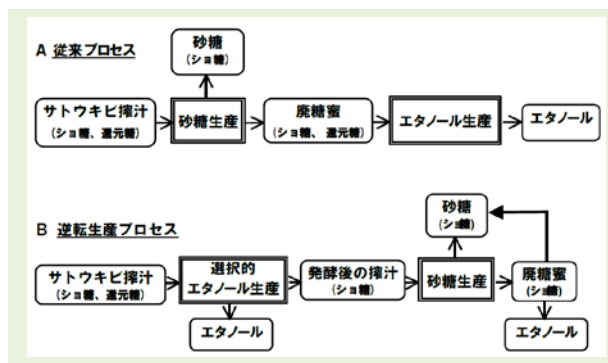 A 従来プロセス
砂糖
(ショ糖)
サトウキビ搾汁
(ショ糖、還元糖)
砂糖生産
廃糖蜜
(ショ糖、還元糖)
エタノール生産
エタノール
B 逆転生産プロセス
サトウキビ搾汁
(ショ糖、還元糖)
選択的
エタノール生産
エタノール
発酵後の搾汁
(ショ糖)
砂糖生産
砂糖
(ショ糖)
廃糖蜜
(ショ糖)
エタノール